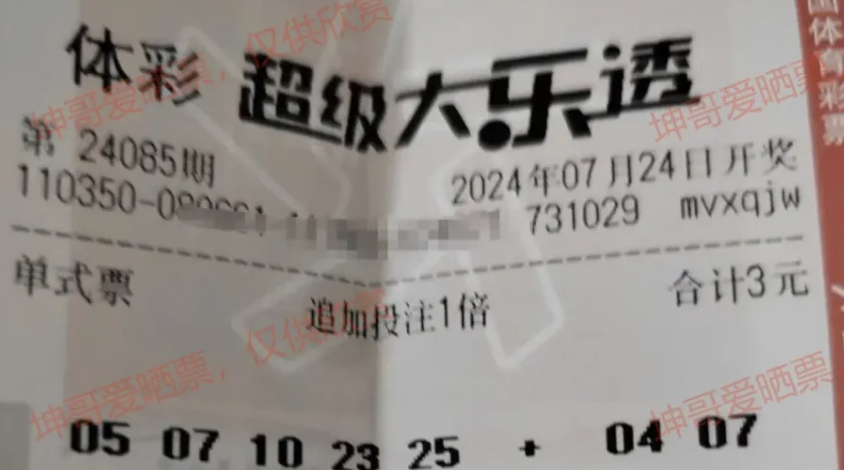 体彩 超级大乐透
第 24085期
2024年07月24日开奖
110350-0 731029 mvxqjw
单式票
追加投注1倍
合计3元
05 07 10 23 25 + 04 07
国体育彩票
坤哥爱晒票，仅供欣赏
坤哥爱晒票
坤哥爱晒票，仅供欣赏
坤哥爱晒票